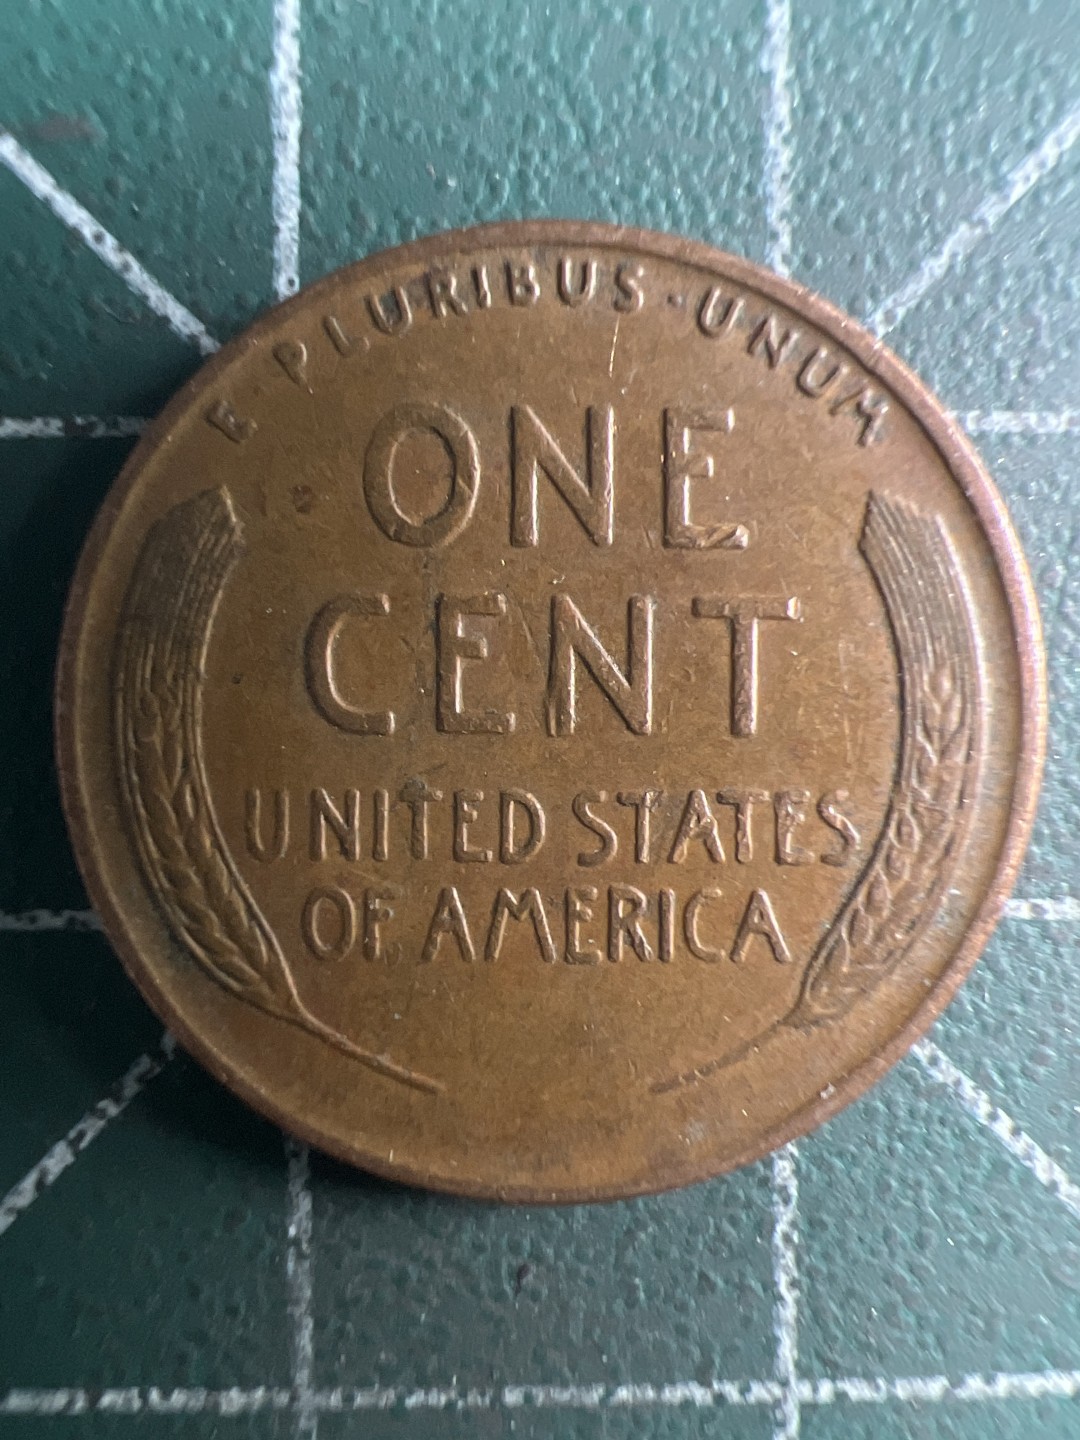 E · PLURIBUS · UNUM
ONE
CENT
UNITED STATES
OF AMERICA